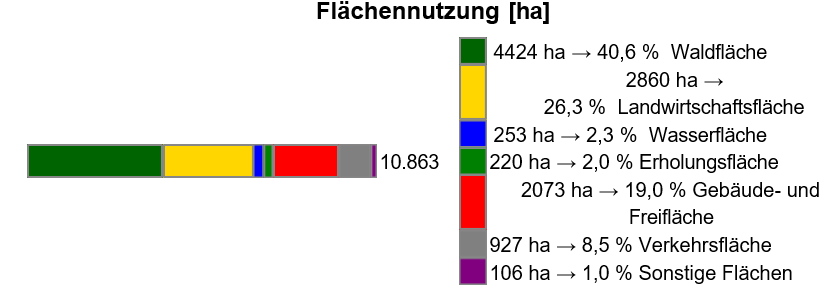 Flächennutzung [ha]
10.863
4424 ha → 40,6 % Waldfläche
2860 ha →
26,3 % Landwirtschaftsfläche
253 ha → 2,3 % Wasserfläche
220 ha → 2,0 % Erholungsfläche
2073 ha → 19,0 % Gebäude- und
Freifläche
927 ha → 8,5 % Verkehrsfläche
106 ha → 1,0 % Sonstige Flächen